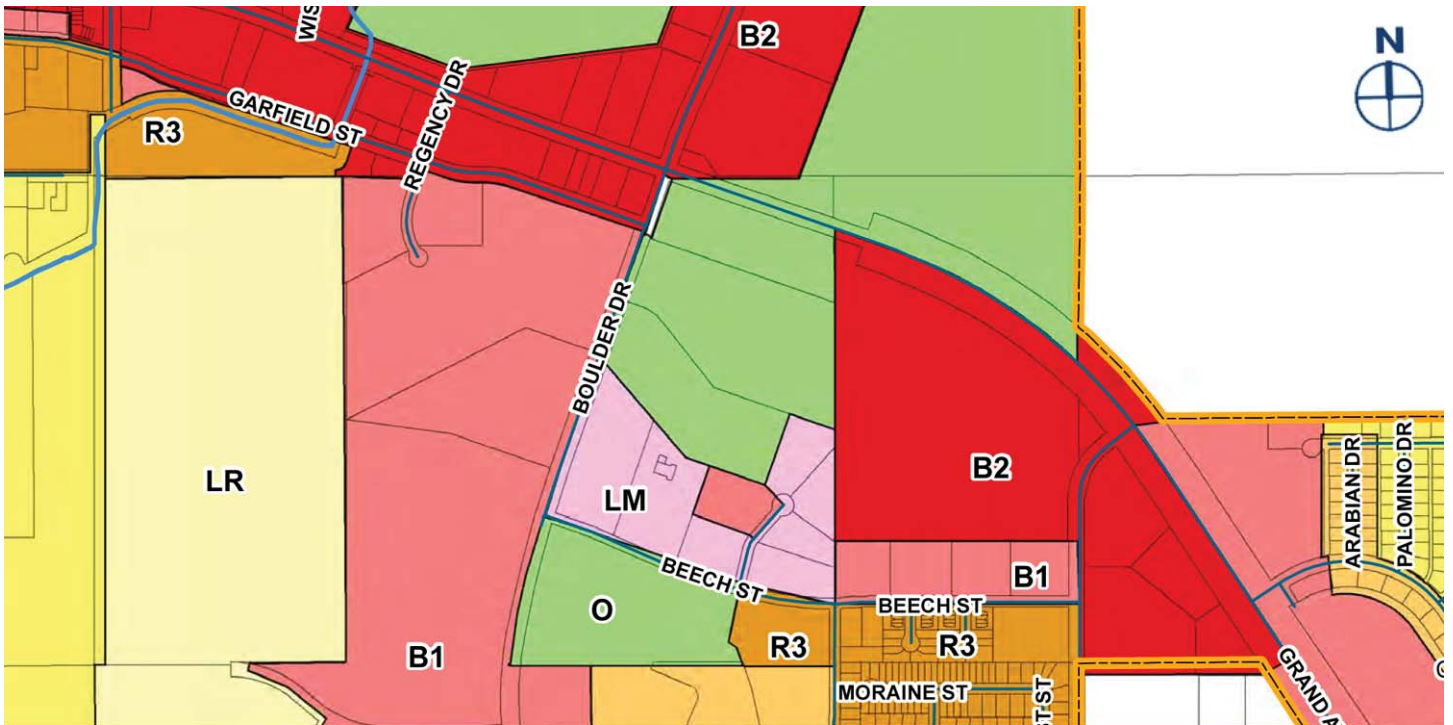 WIS
B2
N
REGENCY DR
GARFIELD ST
R3
BOULDER DR
LR
LM
B2
ARABIAN DR
PALOMINO DR
BEECH ST
B1
BEECH ST
O
B1
R3
R3
MORAINE ST
ST ST
GRAND A